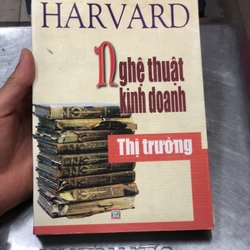 HARVARD
Nghệ thuật
kinh doanh
Thị trường